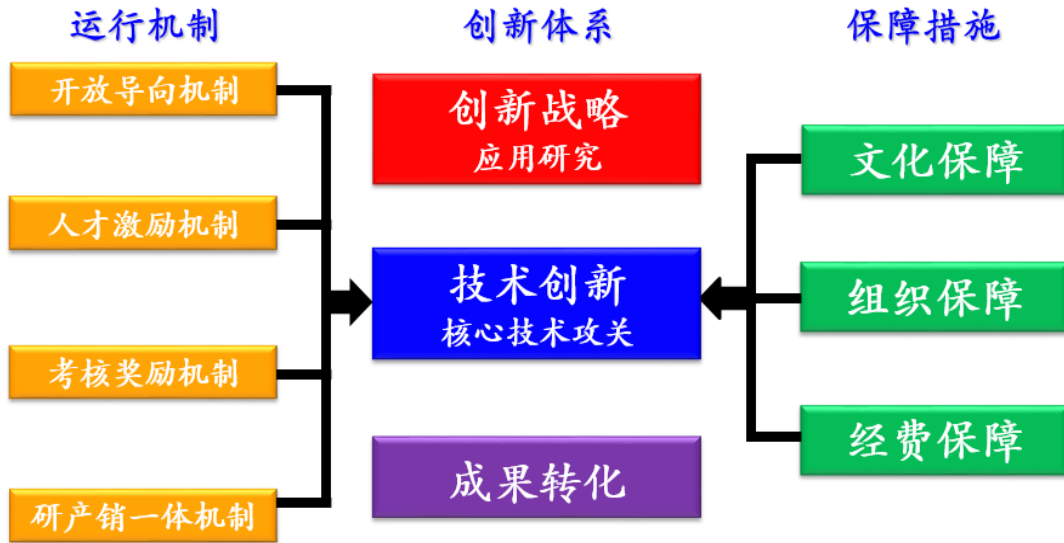 运行机制
开放导向机制
人才激励机制
考核奖励机制
研产销一体机制
创新体系
创新战略
应用研究
技术创新
核心技术攻关
成果转化
保障措施
文化保障
组织保障
经费保障